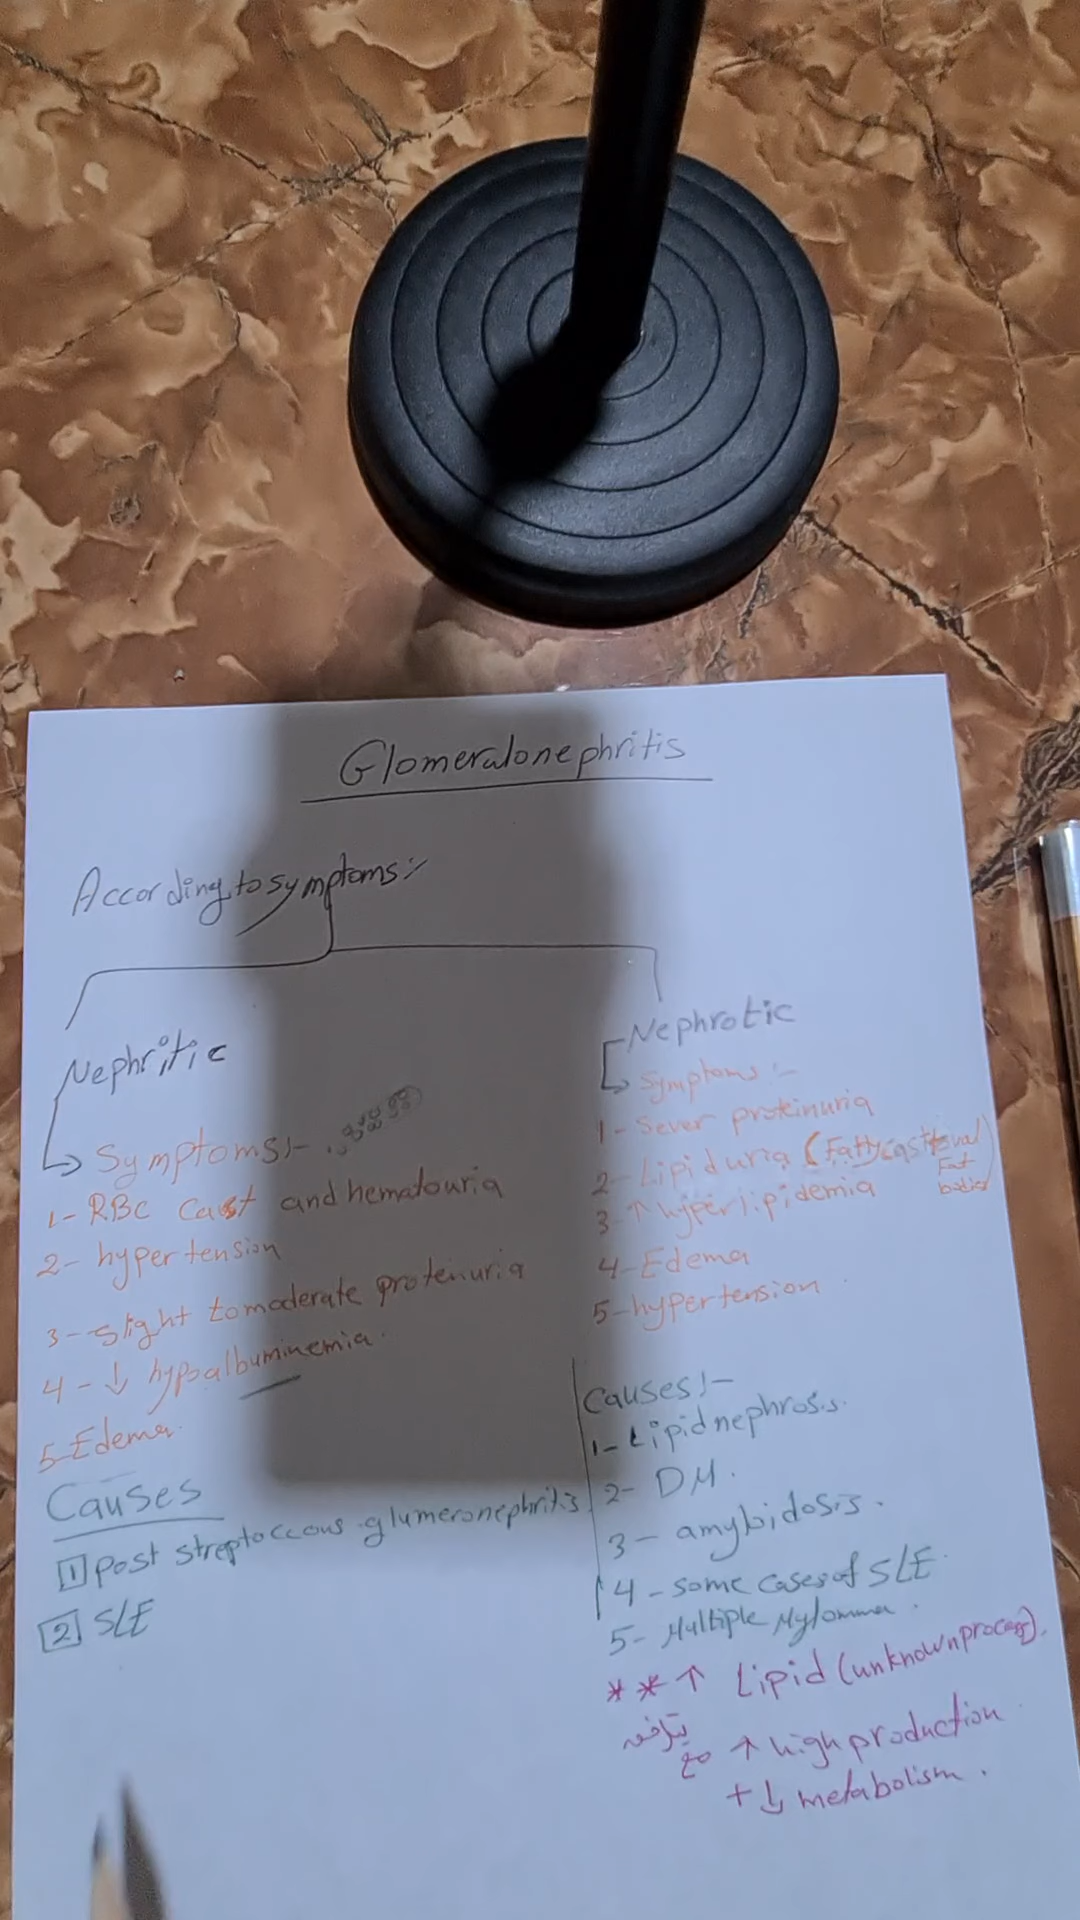 Glomeralonephritis
According to symptoms:-
Nephritic
Symptoms:-
1- RBC Cast and hematouria
2- hypertension
3- slight to moderate protenuria
4- ↓ hypoalbuminemia.
5- Edema.
Causes
1 post streptoccous glumeronephritis
2 SLE
Nephrotic
Symptoms:-
1- Sever protinuria
2- Lipiduria (Fatty cast + oval
Fat
bodies)
3- ↑ hyperlipidemia
4- Edema
5- hypertension
Causes:-
1- Lipid nephrosis.
2- DM.
3- amyloidosis.
4- some cases of SLE.
5- Multiple Mylomma.
** ↑ Lipid (unknown process).
مع ↑ high production
+ ↓ metabolism.